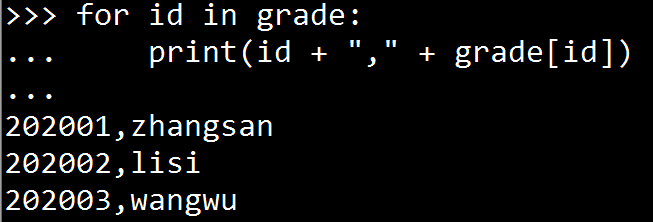 >>> for id in grade:
...     print(id + "," + grade[id])
...
202001,zhangsan
202002,lisi
202003,wangwu